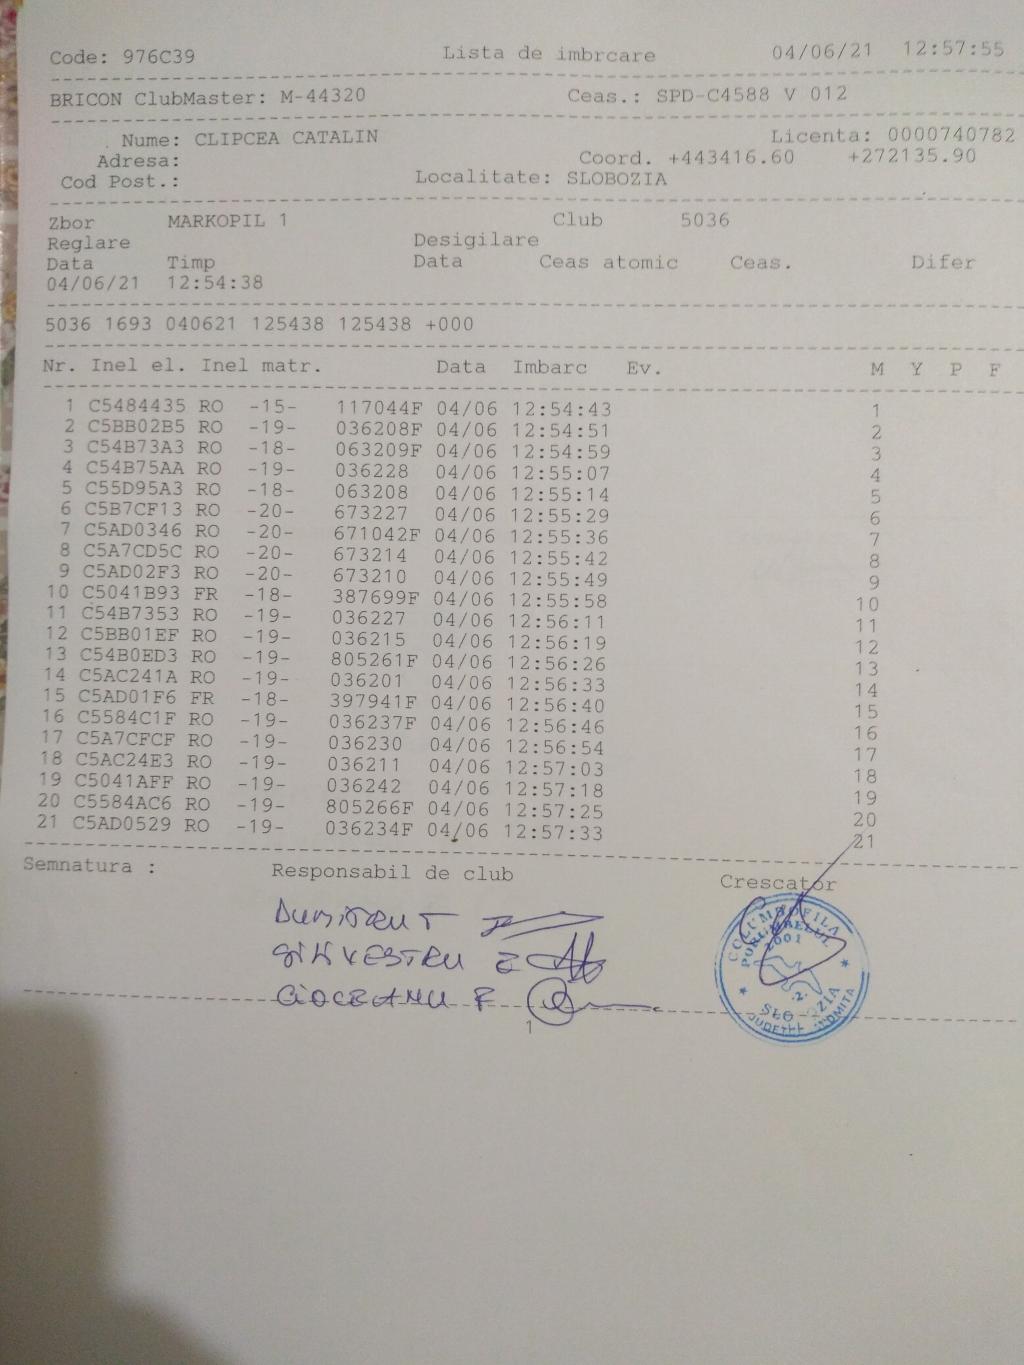 Code: 976C39 Lista de imbrcare 04/06/21 12:57:55
BRICON ClubMaster: M-44320 Ceas.: SPD-C4588 V 012
Nume: CLIPCEA CATALIN Licenta: 0000740782
Adresa: Coord. +443416.60 +272135.90
Cod Post.: Localitate: SLOBOZIA
Zbor MARKOPIL 1 Club 5036
Reglare Desigilare
Data Timp Data Ceas atomic Ceas. Difer
04/06/21 12:54:38
5036 1693 040621 125438 125438 +000
Nr. Inel el. Inel matr. Data Imbarc Ev. M Y P F
1 C5484435 RO -15- 117044F 04/06 12:54:43 1
2 C5BB02B5 RO -19- 036208F 04/06 12:54:51 2
3 C54B73A3 RO -18- 063209F 04/06 12:54:59 3
4 C54B75AA RO -19- 036228 04/06 12:55:07 4
5 C55D95A3 RO -18- 063208 04/06 12:55:14 5
6 C5B7CF13 RO -20- 673227 04/06 12:55:29 6
7 C5AD0346 RO -20- 671042F 04/06 12:55:36 7
8 C5A7CD5C RO -20- 673214 04/06 12:55:42 8
9 C5AD02F3 RO -20- 673210 04/06 12:55:49 9
10 C5041B93 FR -18- 387699F 04/06 12:55:58 10
11 C54B7353 RO -19- 036227 04/06 12:56:11 11
12 C5BB01EF RO -19- 036215 04/06 12:56:19 12
13 C54B0ED3 RO -19- 805261F 04/06 12:56:26 13
14 C5AC241A RO -19- 036201 04/06 12:56:33 14
15 C5AD01F6 FR -18- 397941F 04/06 12:56:40 15
16 C5584C1F RO -19- 036237F 04/06 12:56:46 16
17 C5A7CFCF RO -19- 036230 04/06 12:56:54 17
18 C5AC24E3 RO -19- 036211 04/06 12:57:03 18
19 C5041AFF RO -19- 036242 04/06 12:57:18 19
20 C5584AC6 RO -19- 805266F 04/06 12:57:25 20
21 C5AD0529 RO -19- 036234F 04/06 12:57:33 21
Semnatura : Responsabil de club Crescator
DUMITRU T
SILIVESTRU E
CIOCEANU F
COLUMBOFILA
PORUMBELUL
2001
.2.
JUDETUL IALOMITA
1